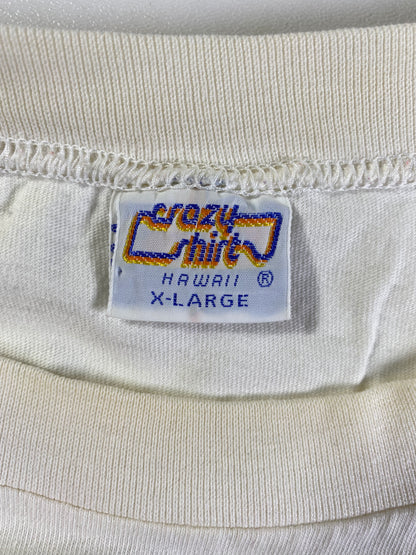 crazy
shirt
HAWAII ®
X-LARGE